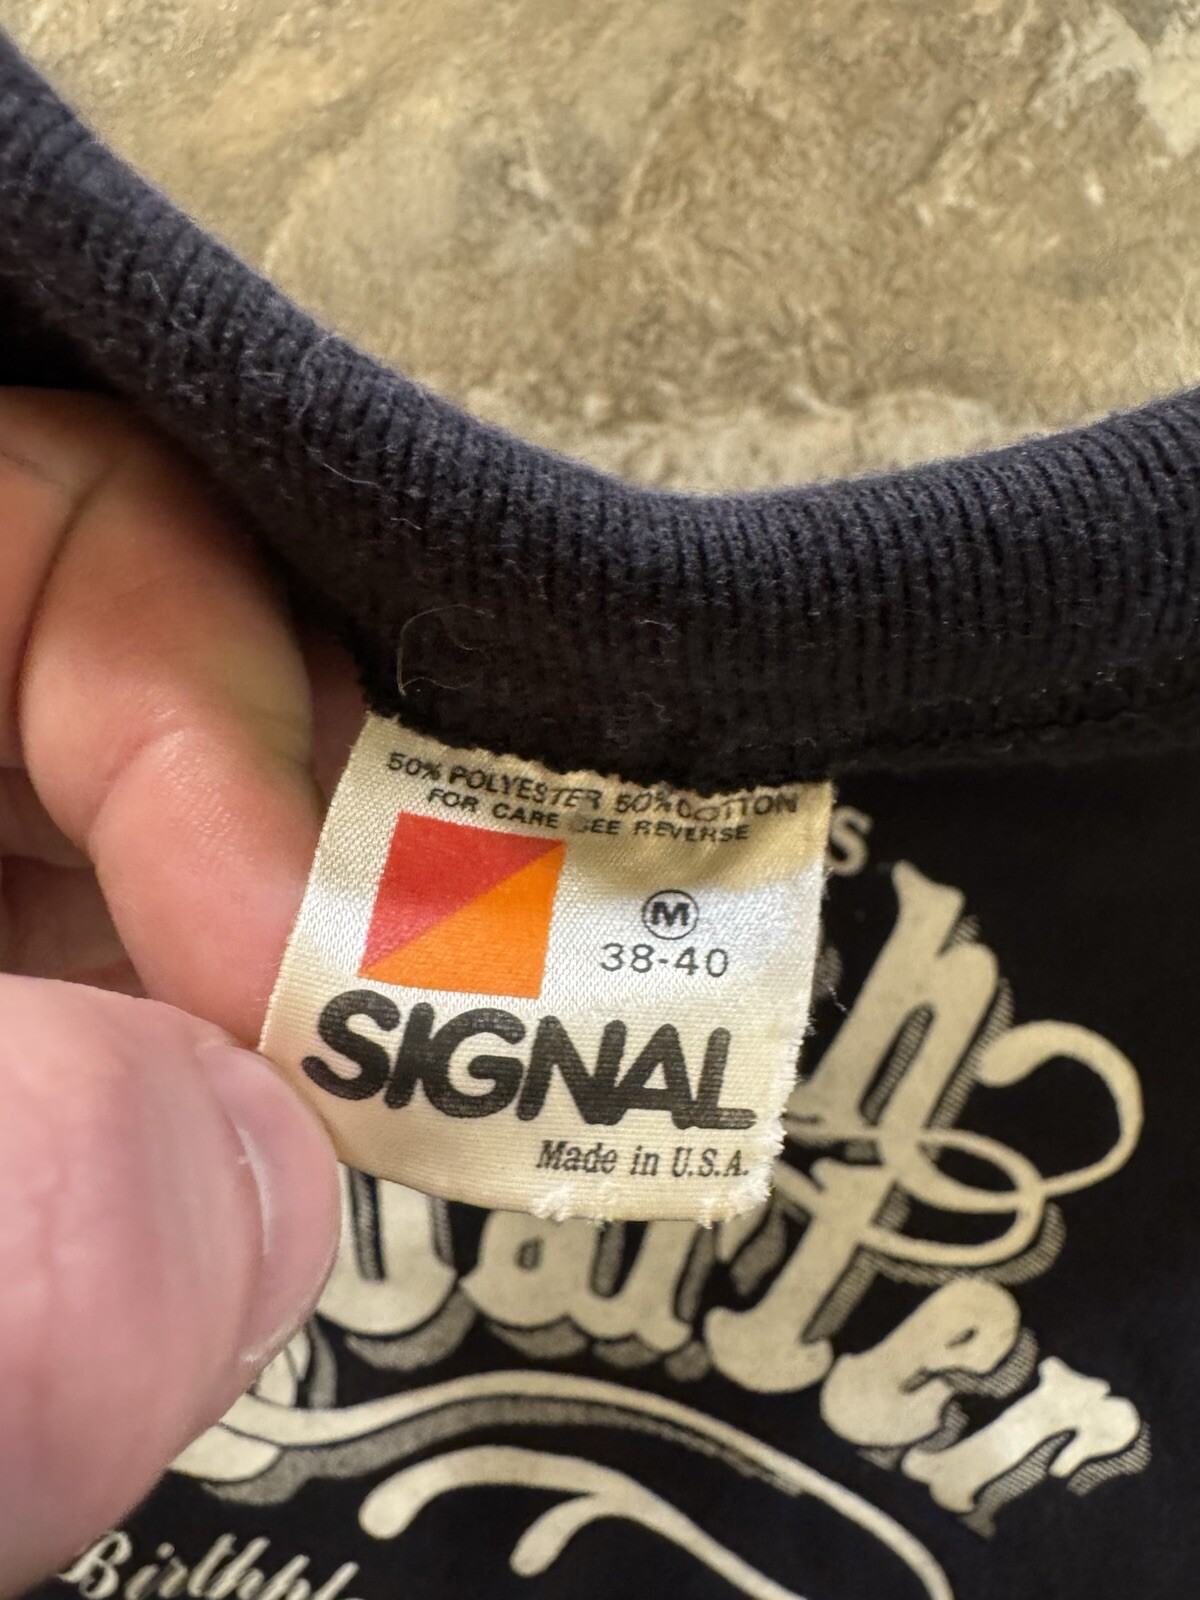 50% POLYESTER 50% COTTON
FOR CARE SEE REVERSE
M
38-40
SIGNAL
Made in U.S.A.